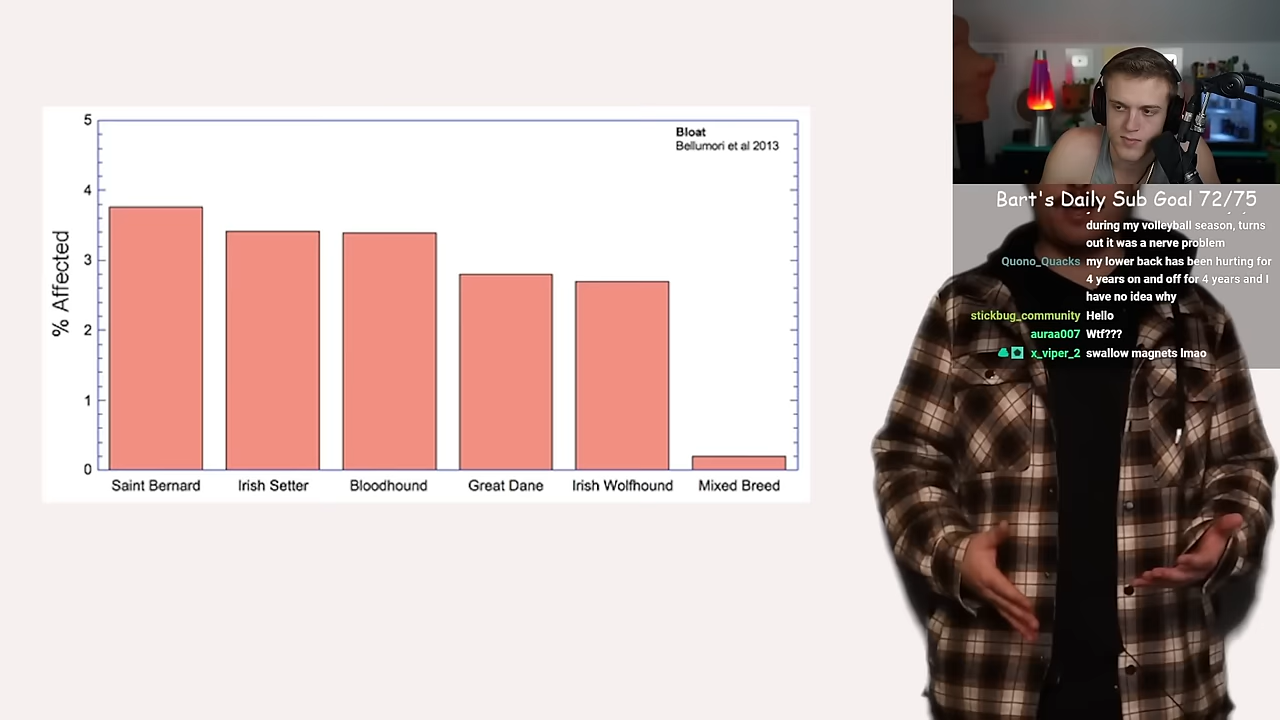 5
4
3
2
1
0
% Affected
Bloat
Bellumori et al 2013
Saint Bernard
Irish Setter
Bloodhound
Great Dane
Irish Wolfhound
Mixed Breed
Bart's Daily Sub Goal 72/75
during my volleyball season, turns
out it was a nerve problem
Quono_Quacks my lower back has been hurting for
4 years on and off for 4 years and I
have no idea why
stickbug_community Hello
auraa007 Wtf???
x_viper_2 swallow magnets lmao